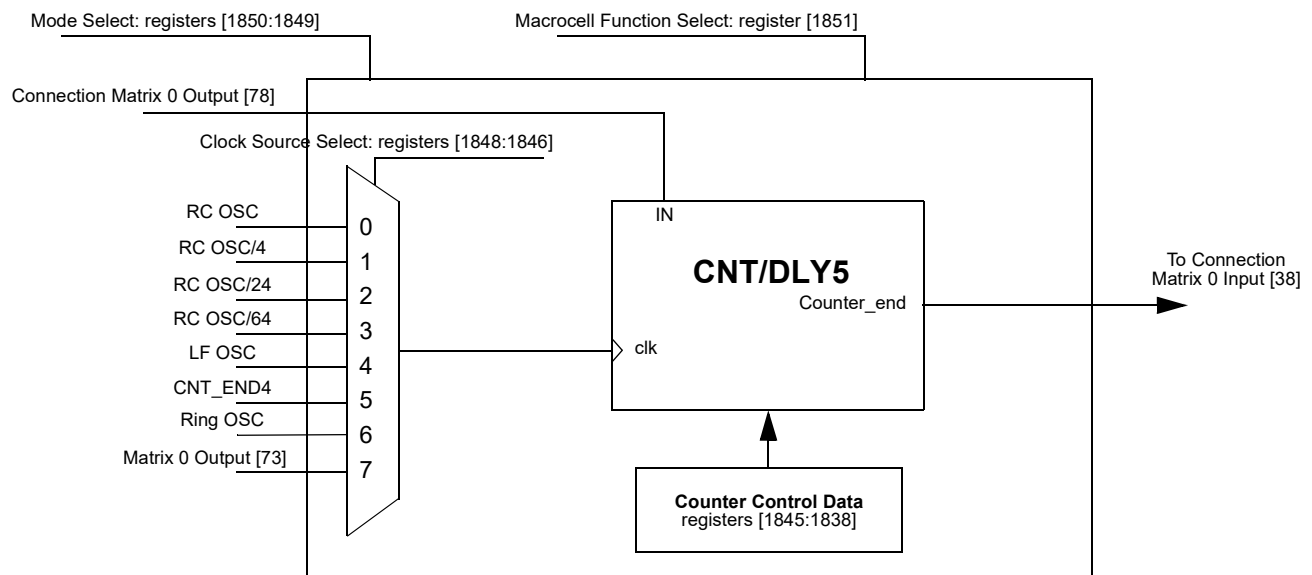 Mode Select: registers [1850:1849]
Macrocell Function Select: register [1851]
Connection Matrix 0 Output [78]
Clock Source Select: registers [1848:1846]
RC OSC
0
IN
RC OSC/4
1
CNT/DLY5
To Connection
Matrix 0 Input [38]
RC OSC/24
2
Counter_end
RC OSC/64
3
clk
LF OSC
4
CNT_END4
5
Ring OSC
6
Matrix 0 Output [73]
7
Counter Control Data
registers [1845:1838]